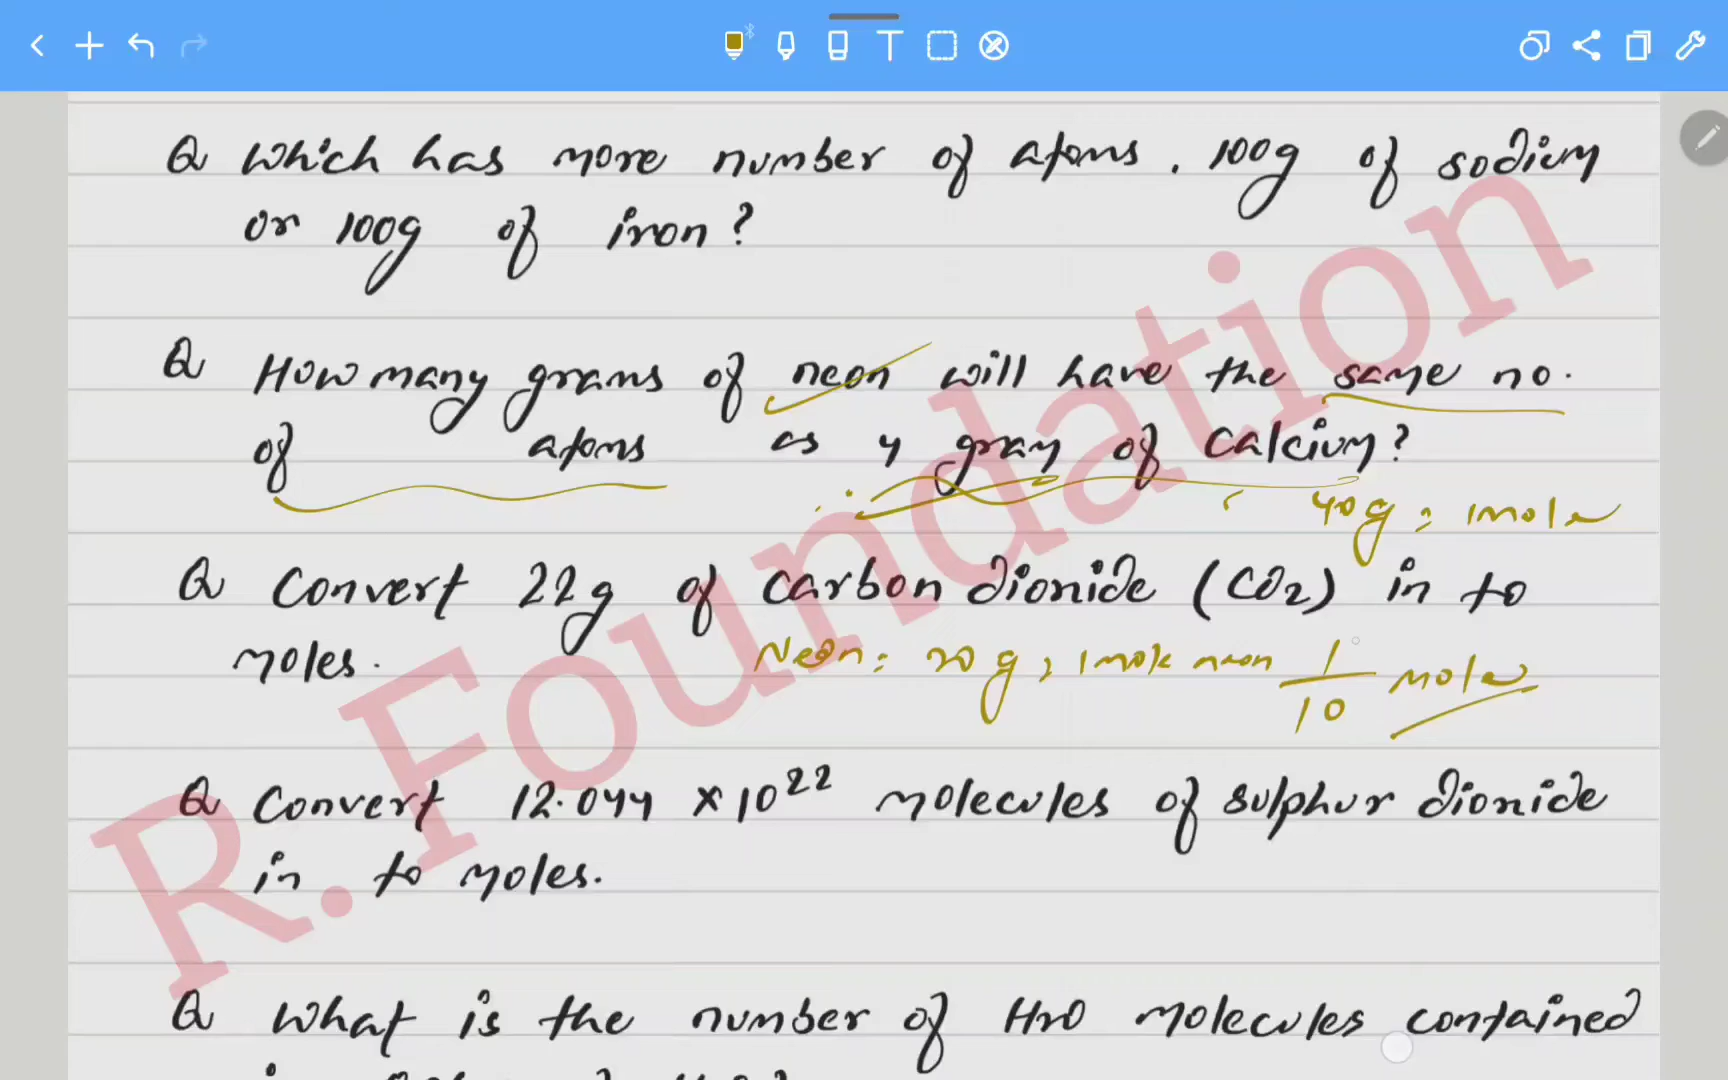 Q Which has more number of atoms. 100g of sodium
or 100g of iron?
Q How many grams of neon will have the same no.
of atoms as 4 gram of Calcium?
40g = 1mole
Q Convert 22g of Carbon dioxide (CO2) in to
moles.
Neon: 20g, 1mole neon 1/10 mole
Q Convert 12.044 × 10²² molecules of sulphur dioxide
in to moles.
Q What is the number of H2O molecules contained
R.Foundation